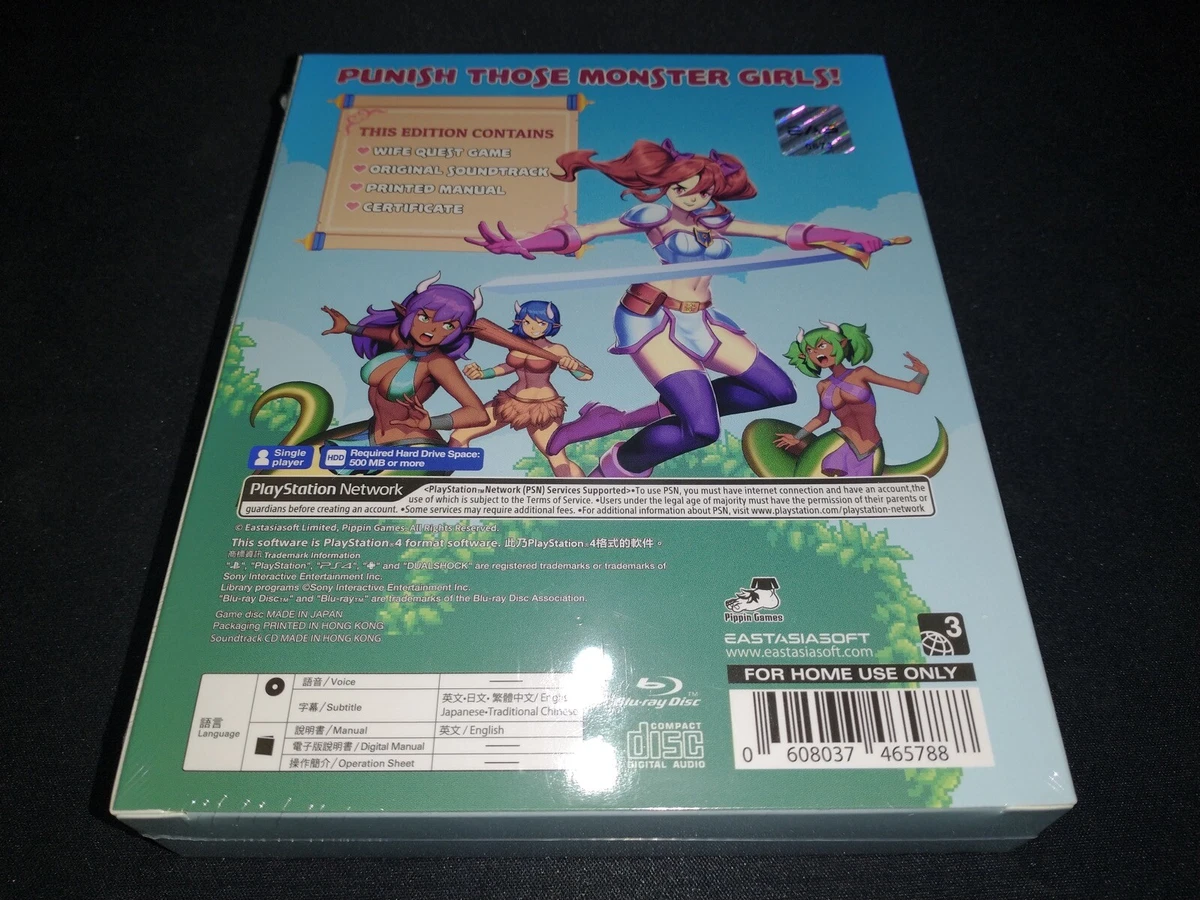 PUNISH THOSE MONSTER GIRLS!
THIS EDITION CONTAINS
WIFE QUEST GAME
ORIGINAL SOUNDTRACK
PRINTED MANUAL
CERTIFICATE
Single
player
HDD
Required Hard Drive Space:
500 MB or more
PlayStation Network
<PlayStation™Network (PSN) Services Supported>•To use PSN, you must have internet connection and have an account,the
use of which is subject to the Terms of Service. •Users under the legal age of majority must have the permission of their parents or
guardians before creating an account. •Some services may require additional fees. •For additional information about PSN, visit www.playstation.com/playstation-network
© Eastasiasoft Limited, Pippin Games. All Rights Reserved.
This software is PlayStation®4 format software. 此乃PlayStation®4格式的軟件。
商標資訊 Trademark Information
"", "PlayStation", "PS4", "" and "DUALSHOCK" are registered trademarks or trademarks of
Sony Interactive Entertainment Inc.
Library programs ©Sony Interactive Entertainment Inc.
"Blu-ray Disc™" and "Blu-ray™" are trademarks of the Blu-ray Disc Association.
Game disc MADE IN JAPAN
Packaging PRINTED IN HONG KONG
Soundtrack CD MADE IN HONG KONG
Pippin Games
EASTASIASOFT
www.eastasiasoft.com
3
FOR HOME USE ONLY
語言
Language
語音/Voice
字幕/Subtitle
英文•日文• 繁體中文/
Japanese•Traditional Chinese
說明書/Manual
英文/English
電子版說明書/Digital Manual
操作簡介/Operation Sheet
Blu-ray Disc™
COMPACT
disc
DIGITAL AUDIO
0 608037 465788